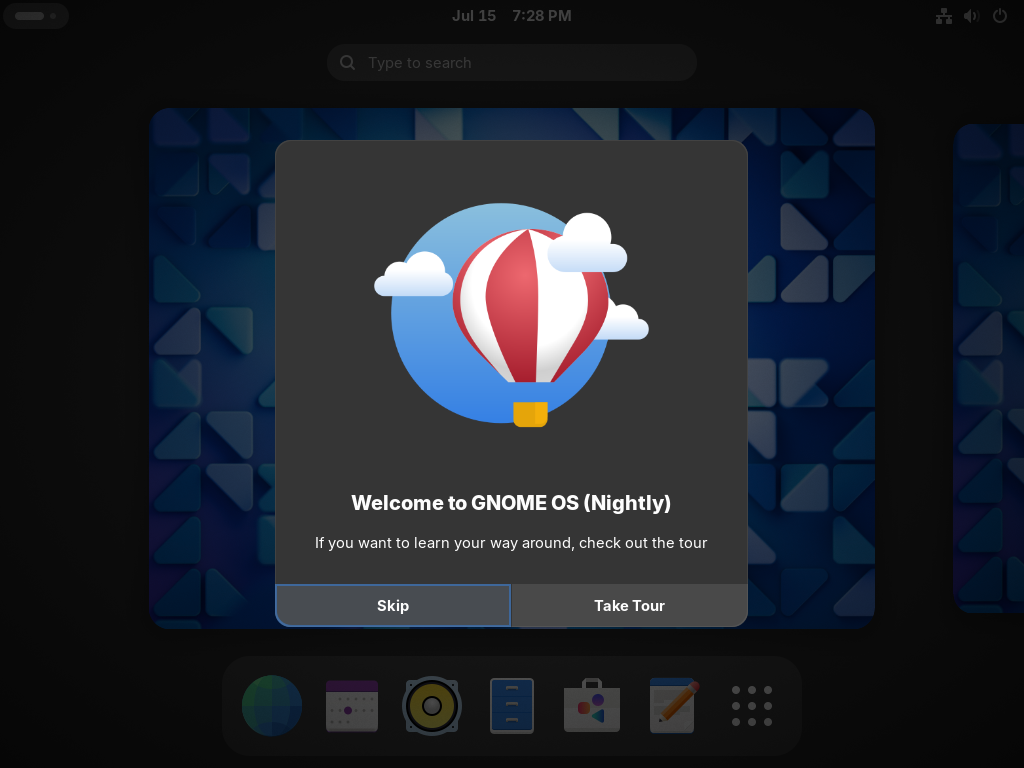 Jul 15 7:28 PM
Type to search
Welcome to GNOME OS (Nightly)
If you want to learn your way around, check out the tour
Skip
Take Tour